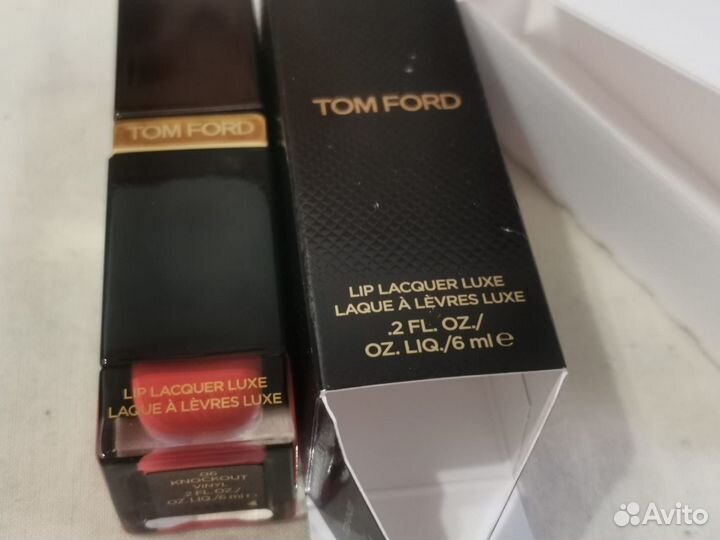 TOM FORD
LIP LACQUER LUXE
LAQUE À LÈVRES LUXE
06
KNOCKOUT
VINYL
.2 FL. OZ./
OZ. LIQ./6 ml ℮
TOM FORD
LIP LACQUER LUXE
LAQUE À LÈVRES LUXE
.2 FL. OZ./
OZ. LIQ./6 ml ℮
Avito